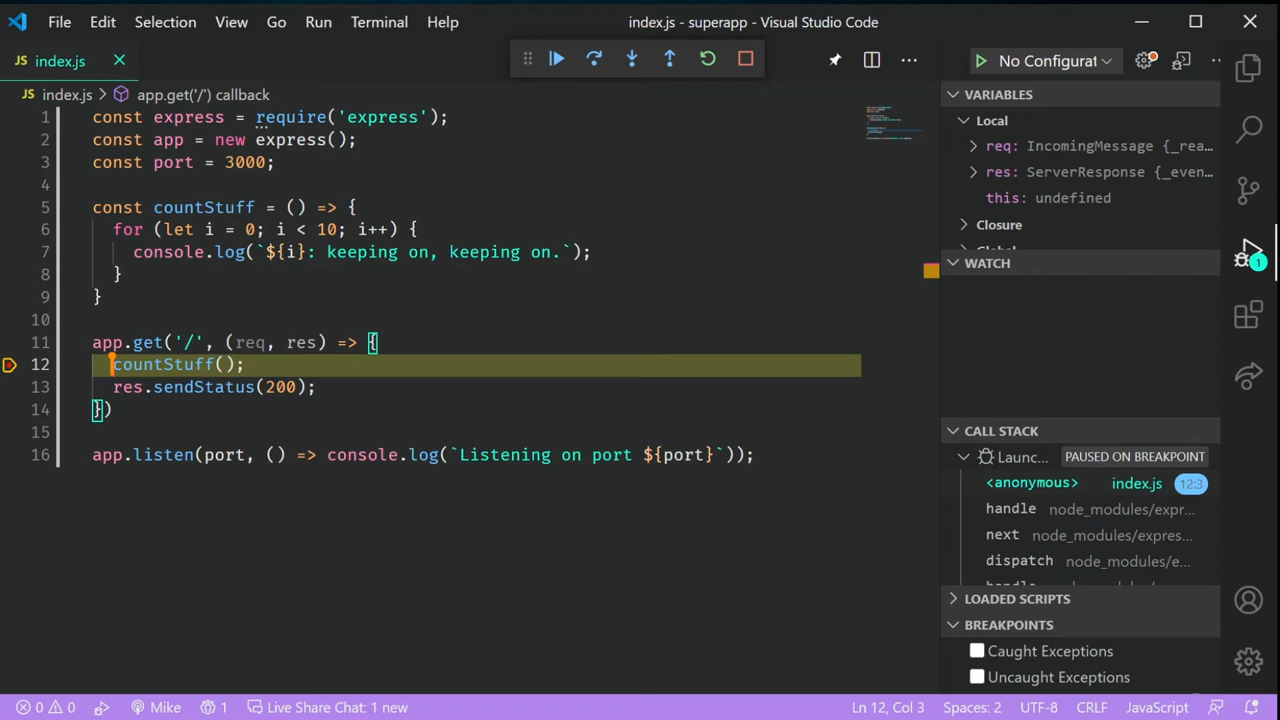 File Edit Selection View Go Run Terminal Help index.js - superapp - Visual Studio Code
JS index.js
No Configurat
JS index.js > app.get('/') callback
1 const express = require('express');
2 const app = new express();
3 const port = 3000;
4
5 const countStuff = () => {
6 for (let i = 0; i < 10; i++) {
7 console.log(`${i}: keeping on, keeping on.`);
8 }
9 }
10
11 app.get('/', (req, res) => {
12 countStuff();
13 res.sendStatus(200);
14 })
15
16 app.listen(port, () => console.log(`Listening on port ${port}`));
VARIABLES
Local
req: IncomingMessage {_rea…
res: ServerResponse {_even…
this: undefined
Closure
WATCH
1
CALL STACK
Launc… PAUSED ON BREAKPOINT
<anonymous> index.js 12:3
handle node_modules/expr…
next node_modules/expres…
dispatch node_modules/e…
LOADED SCRIPTS
BREAKPOINTS
Caught Exceptions
Uncaught Exceptions
0 0 Mike 1 Live Share Chat: 1 new Ln 12, Col 3 Spaces: 2 UTF-8 CRLF JavaScript